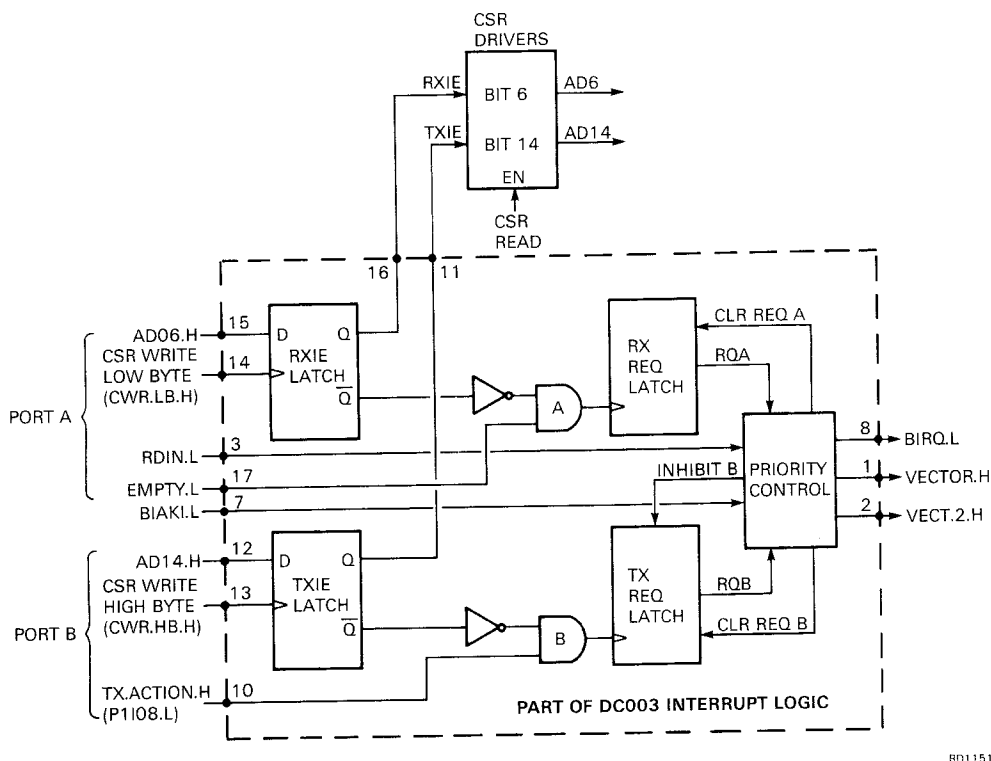 CSR
DRIVERS
RXIE
BIT 6
AD6
TXIE
BIT 14
AD14
EN
CSR
READ
16
11
PORT A
AD06.H
15
CSR WRITE
LOW BYTE
(CWR.LB.H)
14
D
Q
RXIE
LATCH
Q
A
RX
REQ
LATCH
CLR REQ A
RQA
RDIN.L
3
EMPTY.L
17
BIAKI.L
7
INHIBIT B
PRIORITY
CONTROL
8
BIRQ.L
1
VECTOR.H
2
VECT.2.H
PORT B
AD14.H
12
CSR WRITE
HIGH BYTE
(CWR.HB.H)
13
D
Q
TXIE
LATCH
Q
B
TX
REQ
LATCH
RQB
CLR REQ B
TX.ACTION.H
(P1I08.L)
10
PART OF DC003 INTERRUPT LOGIC
RD1151